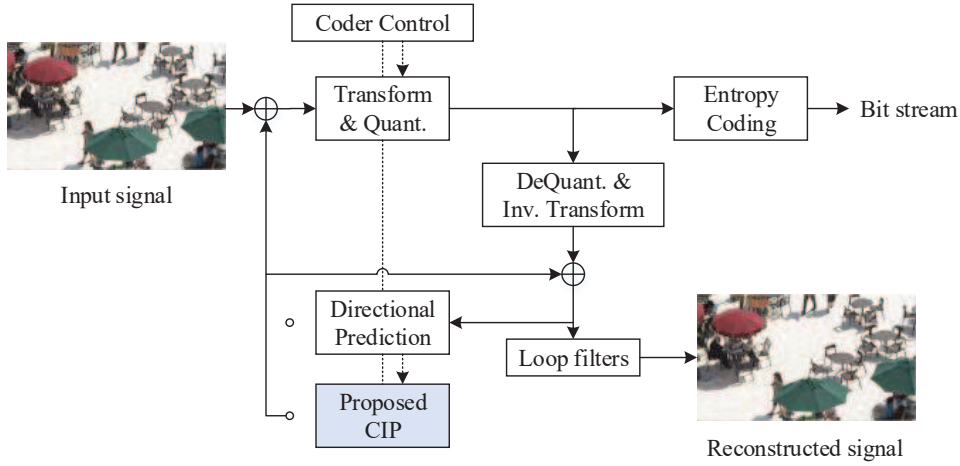 Coder Control
Transform
& Quant.
Entropy
Coding
Bit stream
Input signal
DeQuant. &
Inv. Transform
Directional
Prediction
Loop filters
Proposed
CIP
Reconstructed signal